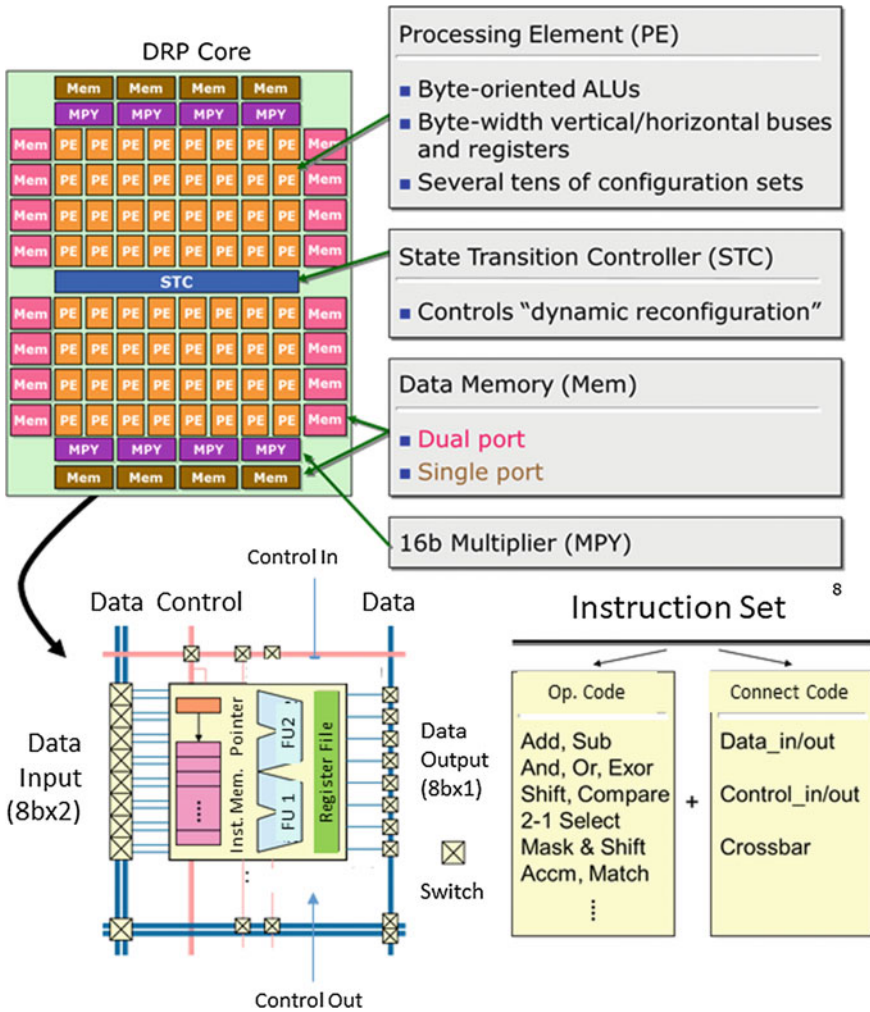 DRP Core
Mem Mem Mem Mem
MPY MPY MPY MPY
Mem PE PE PE PE PE PE PE PE Mem
Mem PE PE PE PE PE PE PE PE Mem
Mem PE PE PE PE PE PE PE PE Mem
Mem PE PE PE PE PE PE PE PE Mem
STC
Mem PE PE PE PE PE PE PE PE Mem
Mem PE PE PE PE PE PE PE PE Mem
Mem PE PE PE PE PE PE PE PE Mem
Mem PE PE PE PE PE PE PE PE Mem
MPY MPY MPY MPY
Mem Mem Mem Mem
Processing Element (PE)
Byte-oriented ALUs
Byte-width vertical/horizontal buses
and registers
Several tens of configuration sets
State Transition Controller (STC)
Controls “dynamic reconfiguration”
Data Memory (Mem)
Dual port
Single port
16b Multiplier (MPY)
8
Control In
Data Control
Data
Data
Input
(8bx2)
Inst. Mem. Pointer
FU2
FU 1
Register File
Data
Output
(8bx1)
Switch
Control Out
Instruction Set
Op. Code
Add, Sub
And, Or, Exor
Shift, Compare
2-1 Select
Mask & Shift
Accm, Match
+
Connect Code
Data_in/out
Control_in/out
Crossbar